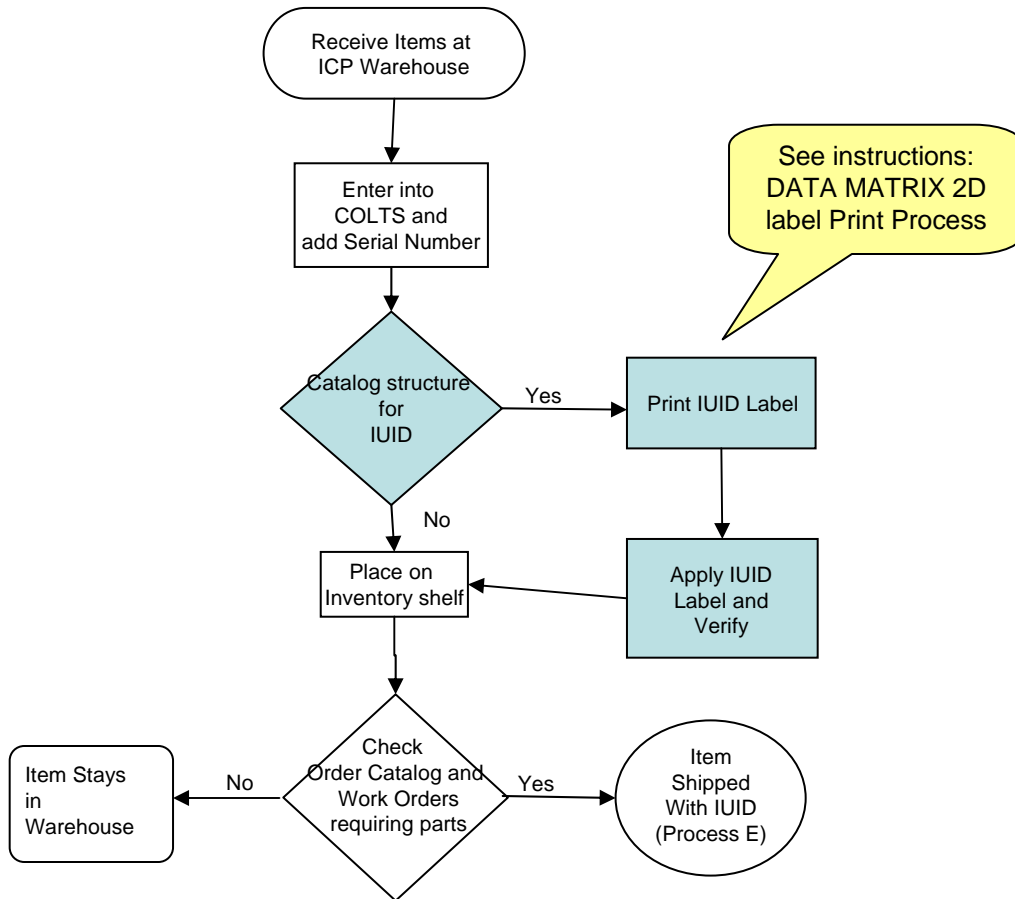 Receive Items at
ICP Warehouse
Enter into
COLTS and
add Serial Number
See instructions:
DATA MATRIX 2D
label Print Process
Catalog structure
for
IUID
Yes
Print IUID Label
No
Place on
Inventory shelf
Apply IUID
Label and
Verify
Check
Order Catalog and
Work Orders
requiring parts
No
Item Stays
in
Warehouse
Yes
Item
Shipped
With IUID
(Process E)